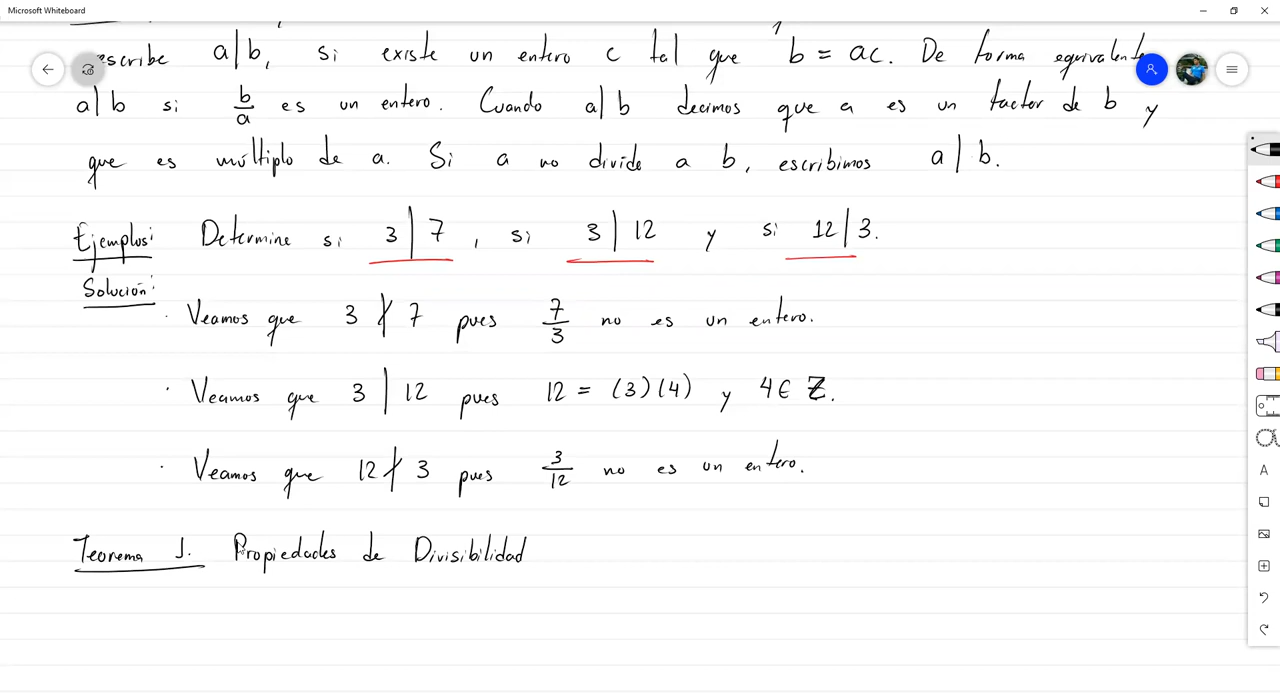 Microsoft Whiteboard
escribe a|b, si existe un entero c tal que b = ac. De forma equivalente
a|b si b/a es un entero. Cuando a|b decimos que a es un factor de b y
que es múltiplo de a. Si a no divide a b, escribimos a | b.
Ejemplos: Determine si 3|7, si 3|12 y si 12|3.
Solución:
· Veamos que 3 ∤ 7 pues 7/3 no es un entero.
· Veamos que 3 | 12 pues 12 = (3)(4) y 4 ∈ ℤ.
· Veamos que 12 ∤ 3 pues 3/12 no es un entero.
Teorema 1. Propiedades de Divisibilidad
A